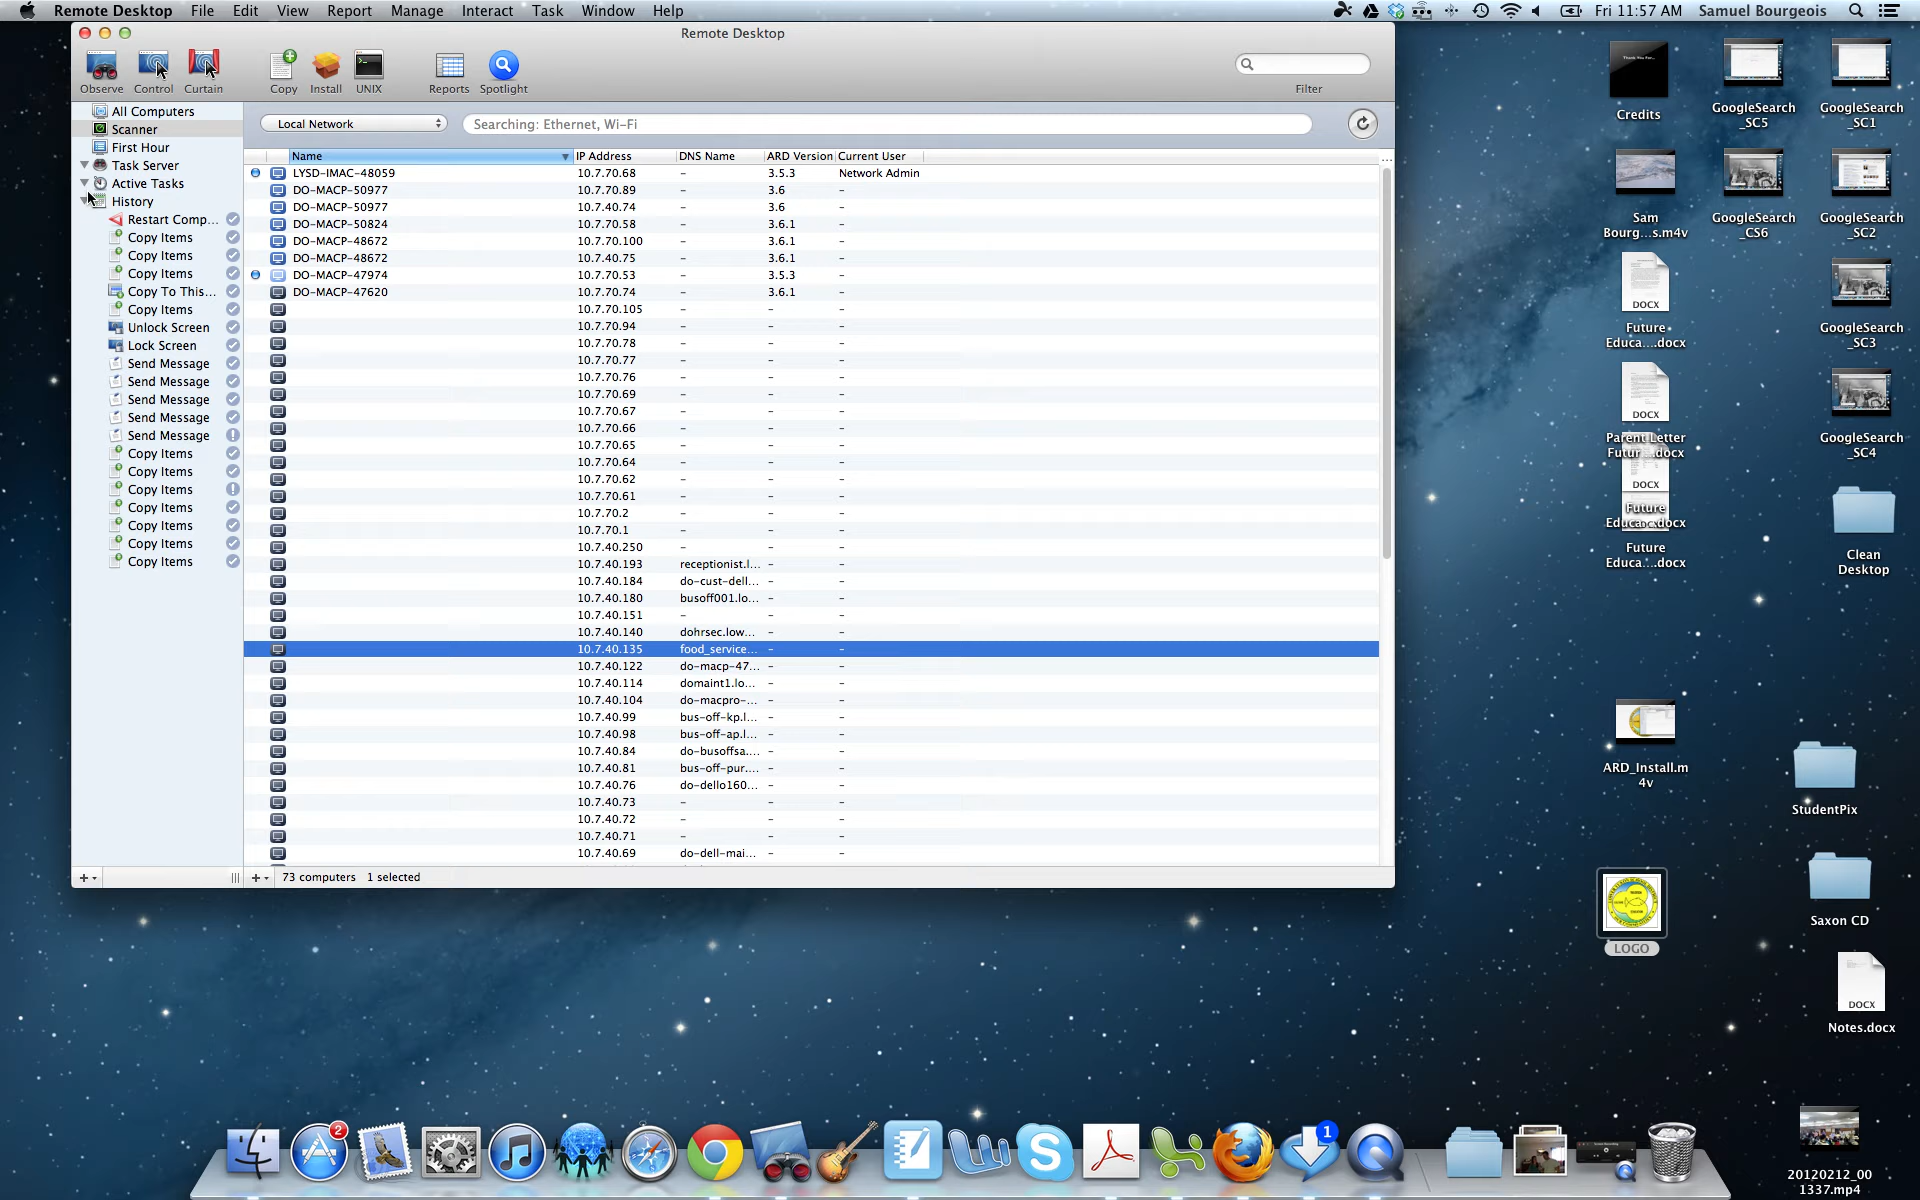 Remote Desktop File Edit View Report Manage Interact Task Window Help Fri 11:57 AM Samuel Bourgeois
Remote Desktop
Observe Control Curtain Copy Install UNIX Reports Spotlight Filter
All Computers
Scanner
First Hour
Task Server
Active Tasks
History
Restart Comp...
Copy Items
Copy Items
Copy Items
Copy To This...
Copy Items
Unlock Screen
Lock Screen
Send Message
Send Message
Send Message
Send Message
Send Message
Copy Items
Copy Items
Copy Items
Copy Items
Copy Items
Copy Items
Copy Items
Local Network Searching: Ethernet, Wi-Fi
Name IP Address DNS Name ARD Version Current User ...
LYSD-IMAC-48059 10.7.70.68 – 3.5.3 Network Admin
DO-MACP-50977 10.7.70.89 – 3.6 –
DO-MACP-50977 10.7.40.74 – 3.6 –
DO-MACP-50824 10.7.70.58 – 3.6.1 –
DO-MACP-48672 10.7.70.100 – 3.6.1 –
DO-MACP-48672 10.7.40.75 – 3.6.1 –
DO-MACP-47974 10.7.70.53 – 3.5.3 –
DO-MACP-47620 10.7.70.74 – 3.6.1 –
10.7.70.105 – – –
10.7.70.94 – – –
10.7.70.78 – – –
10.7.70.77 – – –
10.7.70.76 – – –
10.7.70.69 – – –
10.7.70.67 – – –
10.7.70.66 – – –
10.7.70.65 – – –
10.7.70.64 – – –
10.7.70.62 – – –
10.7.70.61 – – –
10.7.70.2 – – –
10.7.70.1 – – –
10.7.40.250 – – –
10.7.40.193 receptionist.l... – –
10.7.40.184 do-cust-dell... – –
10.7.40.180 busoff001.lo... – –
10.7.40.151 – – –
10.7.40.140 dohrsec.low... – –
10.7.40.135 food_service... – –
10.7.40.122 do-macp-47... – –
10.7.40.114 domaint1.lo... – –
10.7.40.104 do-macpro-... – –
10.7.40.99 bus-off-kp.l... – –
10.7.40.98 bus-off-ap.l... – –
10.7.40.84 do-busoffsa.... – –
10.7.40.81 bus-off-pur.... – –
10.7.40.76 do-dello160... – –
10.7.40.73 – – –
10.7.40.72 – – –
10.7.40.71 – – –
10.7.40.69 do-dell-mai... – –
73 computers 1 selected
Credits
GoogleSearch
_SC5
GoogleSearch
_SC1
Sam
Bourg...s.m4v
GoogleSearch
_CS6
GoogleSearch
_SC2
DOCX
Future
Educa....docx
GoogleSearch
_SC3
DOCX
Parent Letter
Futur....docx
GoogleSearch
_SC4
DOCX
Future
Educa...docx
Future
Educa....docx
Clean
Desktop
ARD_Install.m
4v
StudentPix
LOGO
Saxon CD
DOCX
Notes.docx
20120212_00
1337.mp4
2
1